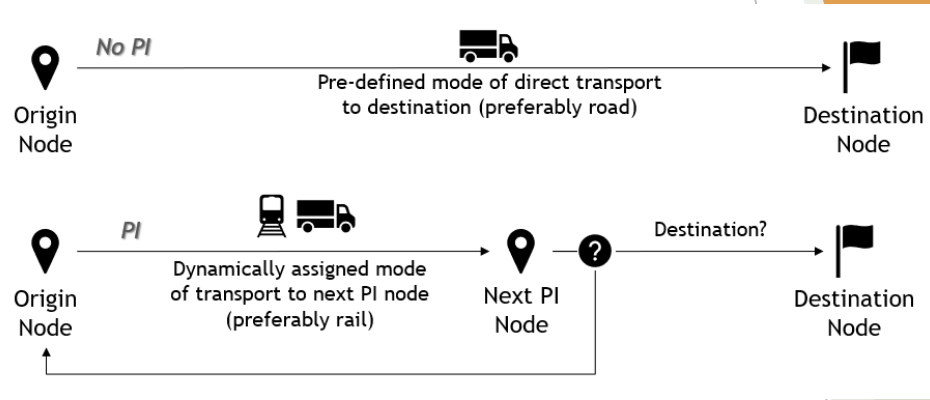 No PI
Pre-defined mode of direct transport
to destination (preferably road)
Origin
Node
Destination
Node
PI
Destination?
?
Dynamically assigned mode
of transport to next PI node
(preferably rail)
Origin
Node
Next PI
Node
Destination
Node